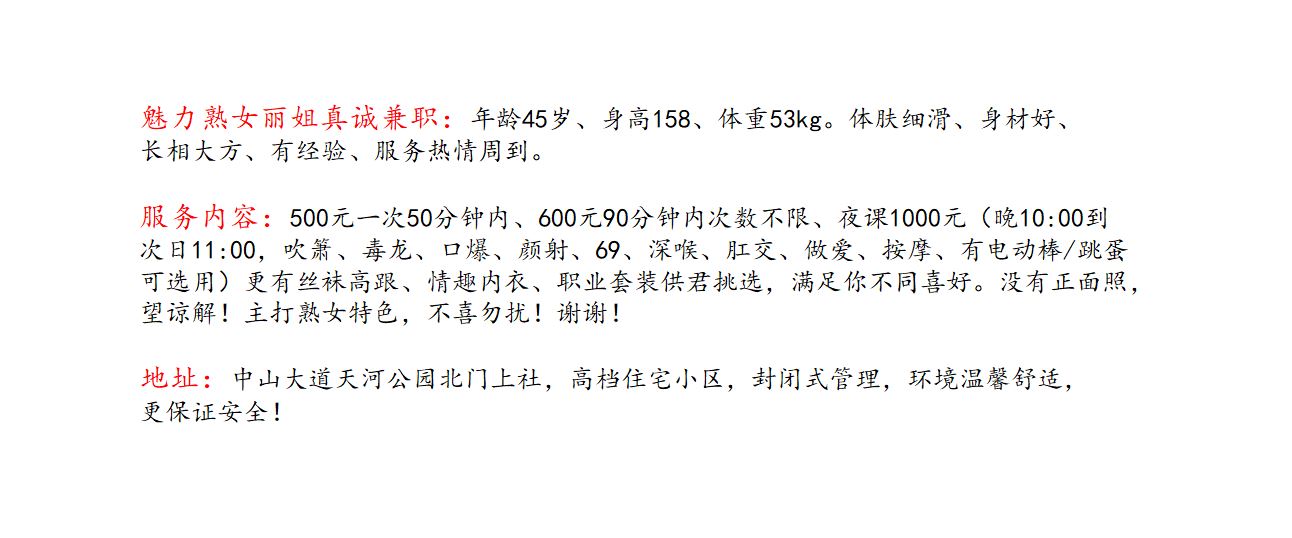 魅力熟女丽姐真诚兼职：年龄45岁、身高158、体重53kg。体肤细滑、身材好、
长相大方、有经验、服务热情周到。
服务内容：500元一次50分钟内、600元90分钟内次数不限、夜课1000元（晚10:00到
次日11:00，吹箫、毒龙、口爆、颜射、69、深喉、肛交、做爱、按摩、有电动棒/跳蛋
可选用）更有丝袜高跟、情趣内衣、职业套装供君挑选，满足你不同喜好。没有正面照，
望谅解！主打熟女特色，不喜勿扰！谢谢！
地址：中山大道天河公园北门上社，高档住宅小区，封闭式管理，环境温馨舒适，
更保证安全！